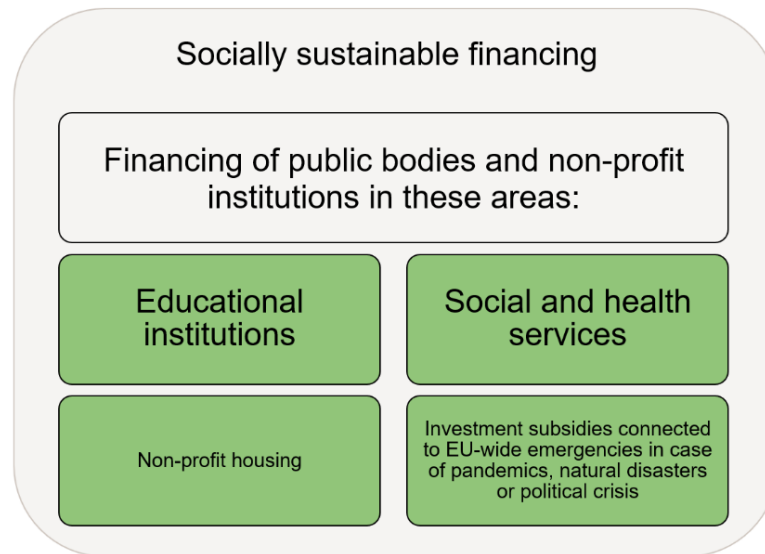 Socially sustainable financing
Financing of public bodies and non-profit
institutions in these areas:
Educational
institutions
Social and health
services
Non-profit housing
Investment subsidies connected
to EU-wide emergencies in case
of pandemics, natural disasters
or political crisis